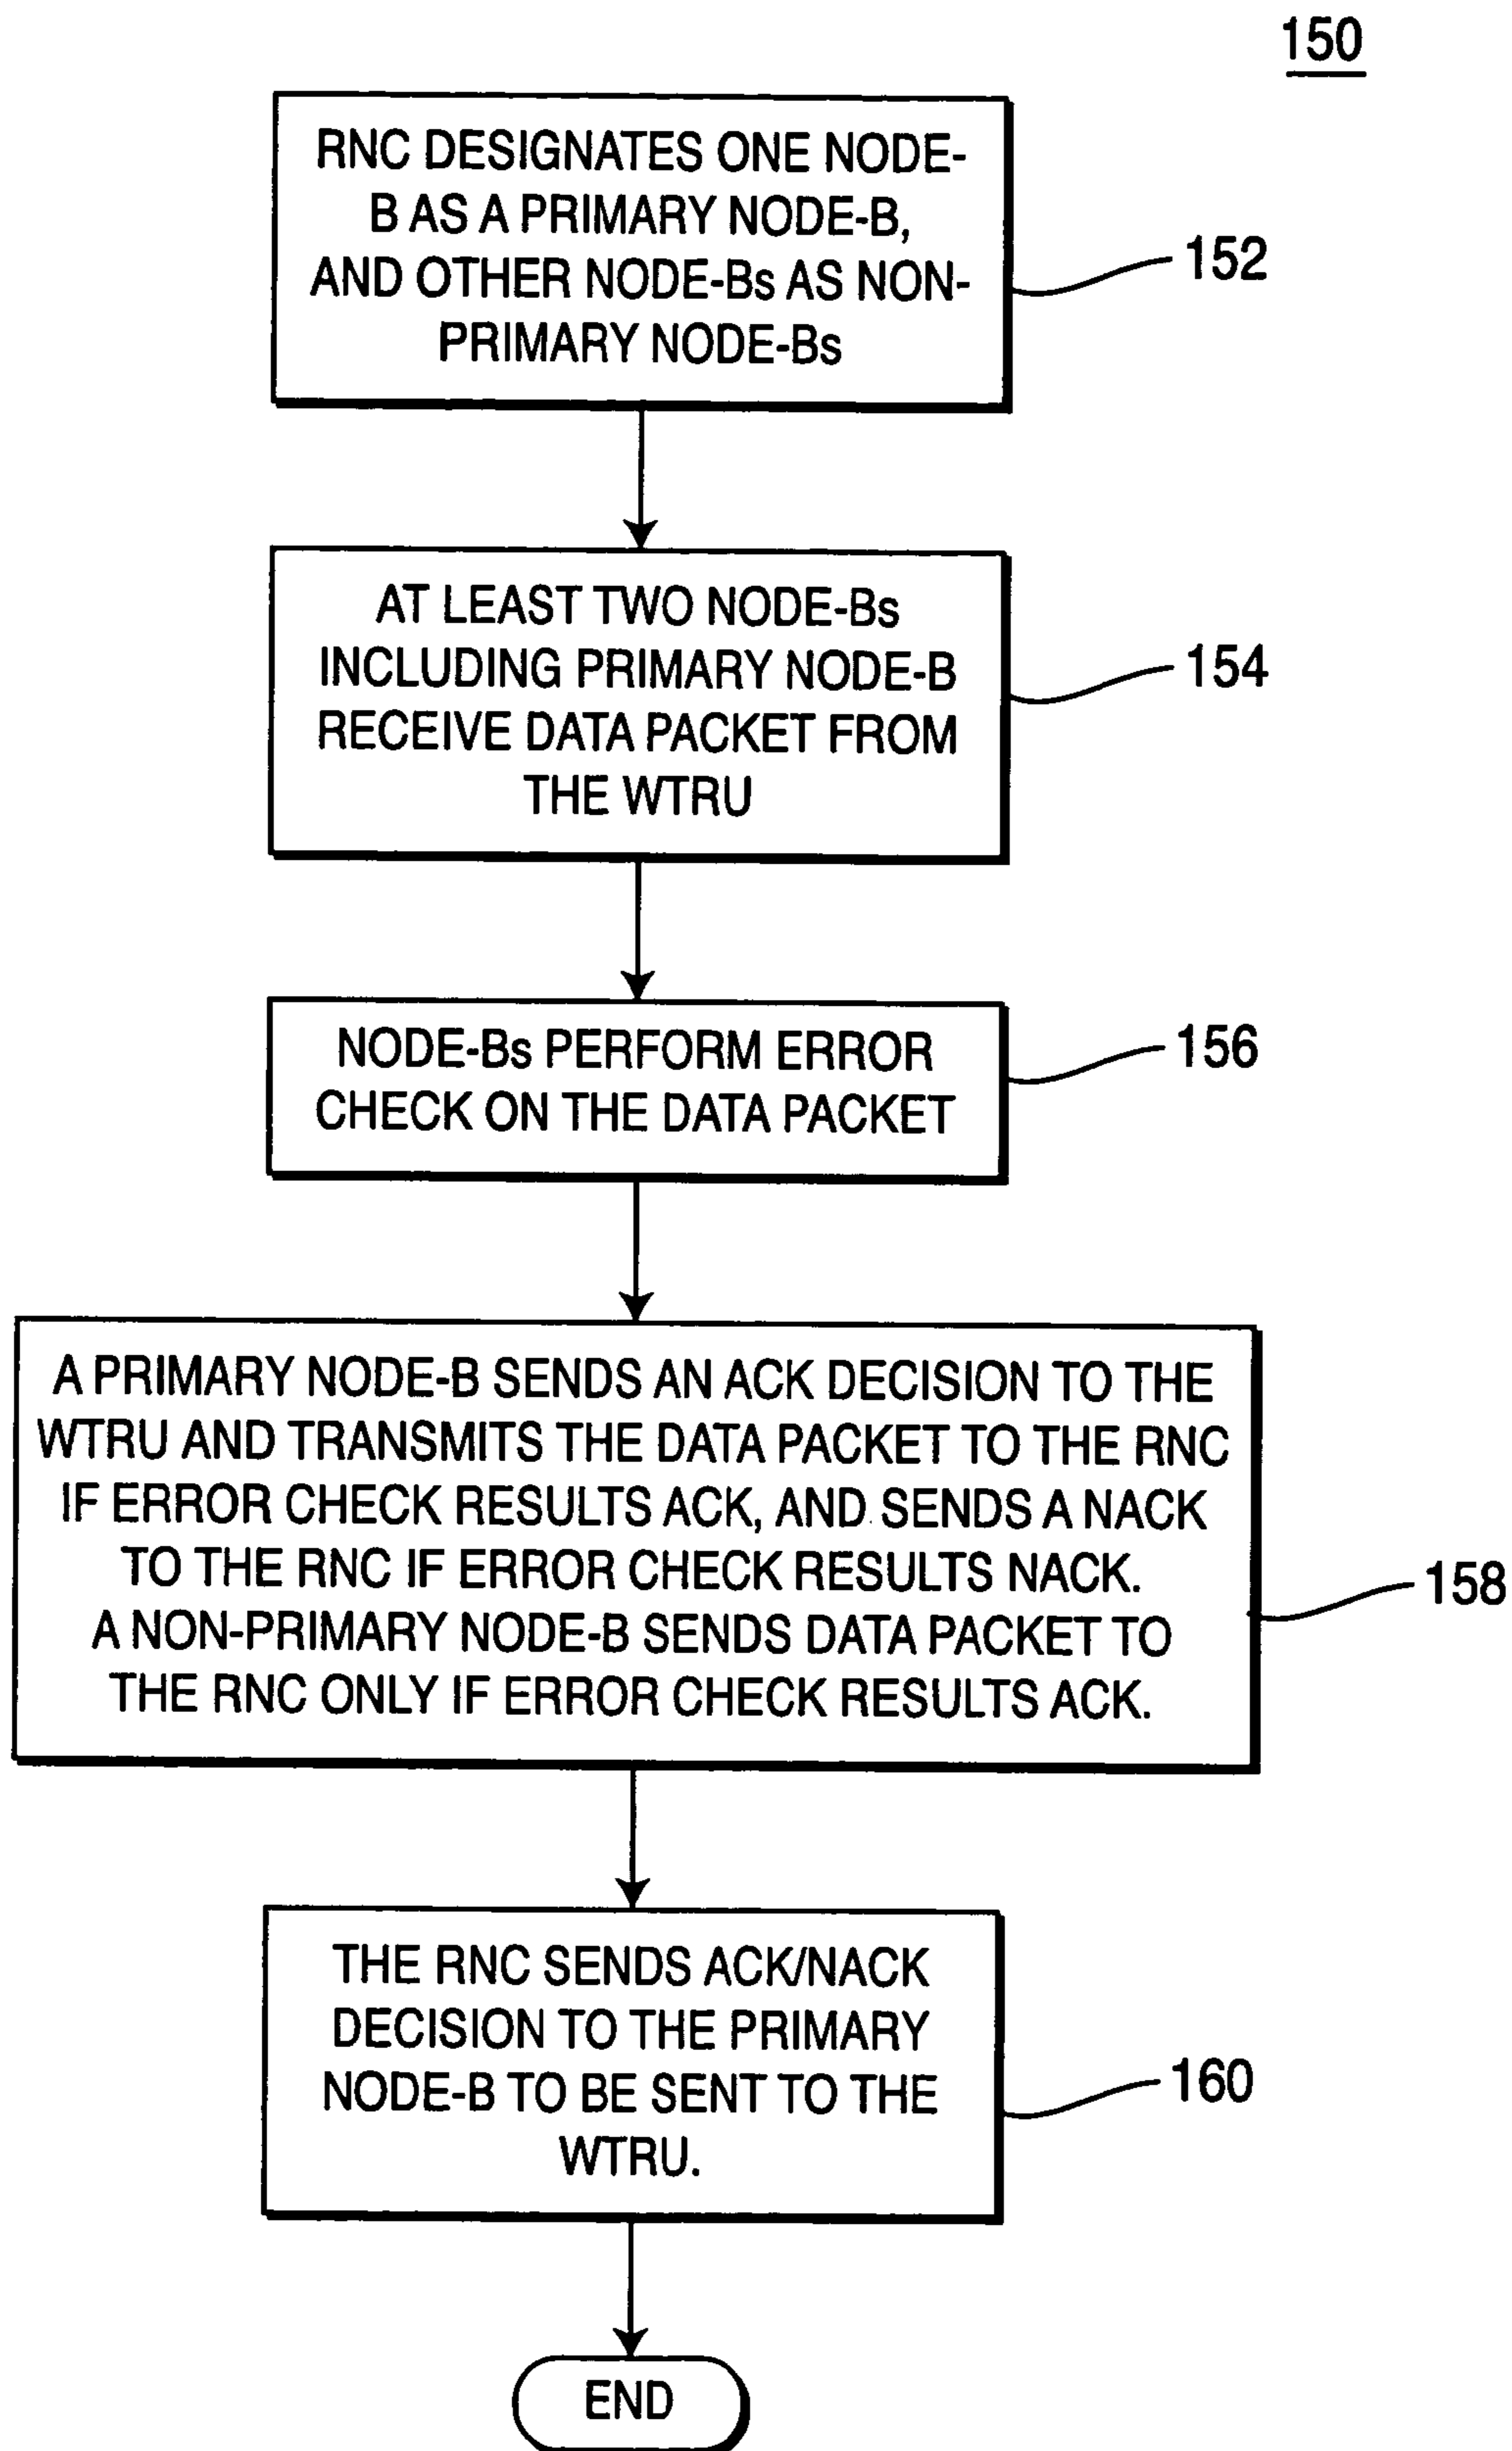 150
RNC DESIGNATES ONE NODE-
B AS A PRIMARY NODE-B,
AND OTHER NODE-Bs AS NON-
PRIMARY NODE-Bs
152
AT LEAST TWO NODE-Bs
INCLUDING PRIMARY NODE-B
RECEIVE DATA PACKET FROM
THE WTRU
154
NODE-Bs PERFORM ERROR
CHECK ON THE DATA PACKET
156
A PRIMARY NODE-B SENDS AN ACK DECISION TO THE
WTRU AND TRANSMITS THE DATA PACKET TO THE RNC
IF ERROR CHECK RESULTS ACK, AND SENDS A NACK
TO THE RNC IF ERROR CHECK RESULTS NACK.
A NON-PRIMARY NODE-B SENDS DATA PACKET TO
THE RNC ONLY IF ERROR CHECK RESULTS ACK.
158
THE RNC SENDS ACK/NACK
DECISION TO THE PRIMARY
NODE-B TO BE SENT TO THE
WTRU.
160
END